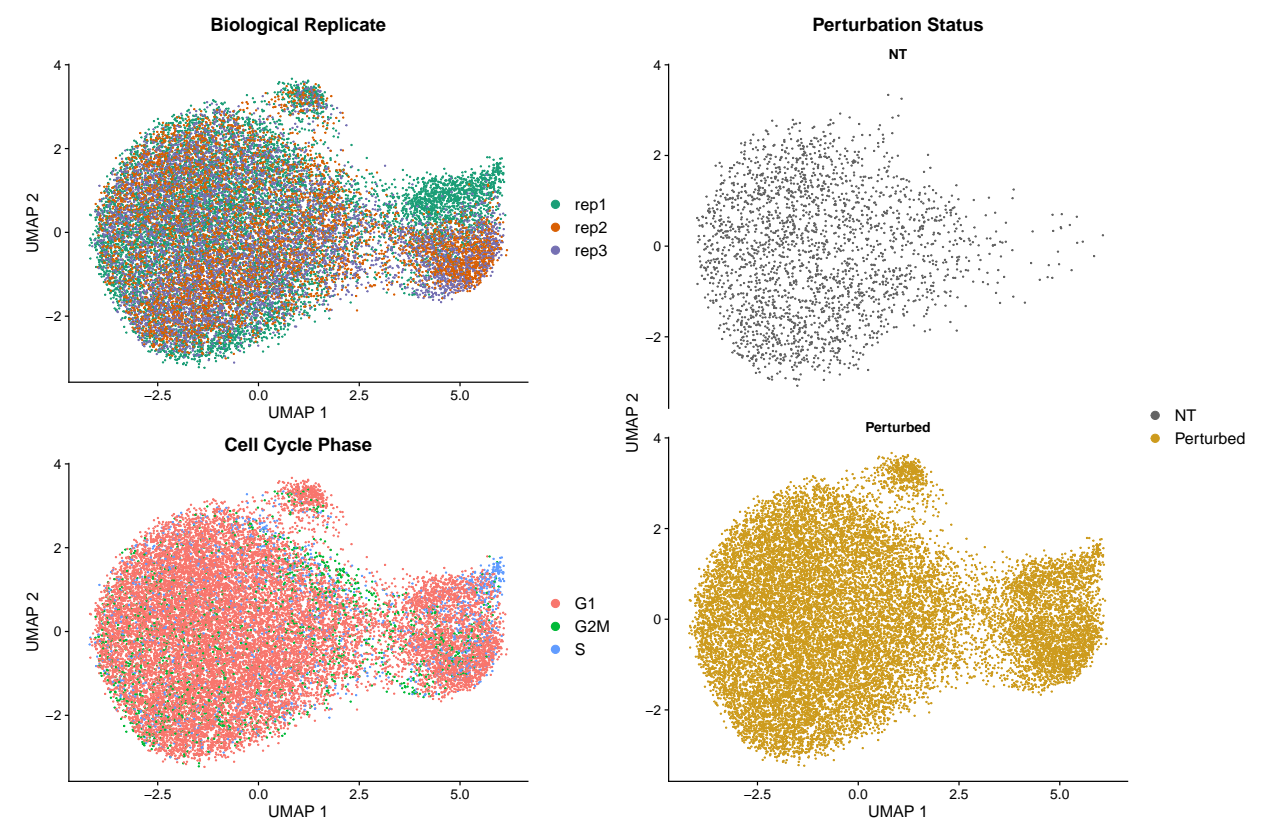 Biological Replicate
4
2
0
−2
UMAP 2
−2.5 0.0 2.5 5.0
UMAP 1
rep1
rep2
rep3
Cell Cycle Phase
4
2
0
−2
UMAP 2
−2.5 0.0 2.5 5.0
UMAP 1
G1
G2M
S
Perturbation Status
NT
4
2
0
−2
UMAP 2
Perturbed
4
2
0
−2
−2.5 0.0 2.5 5.0
UMAP 1
NT
Perturbed